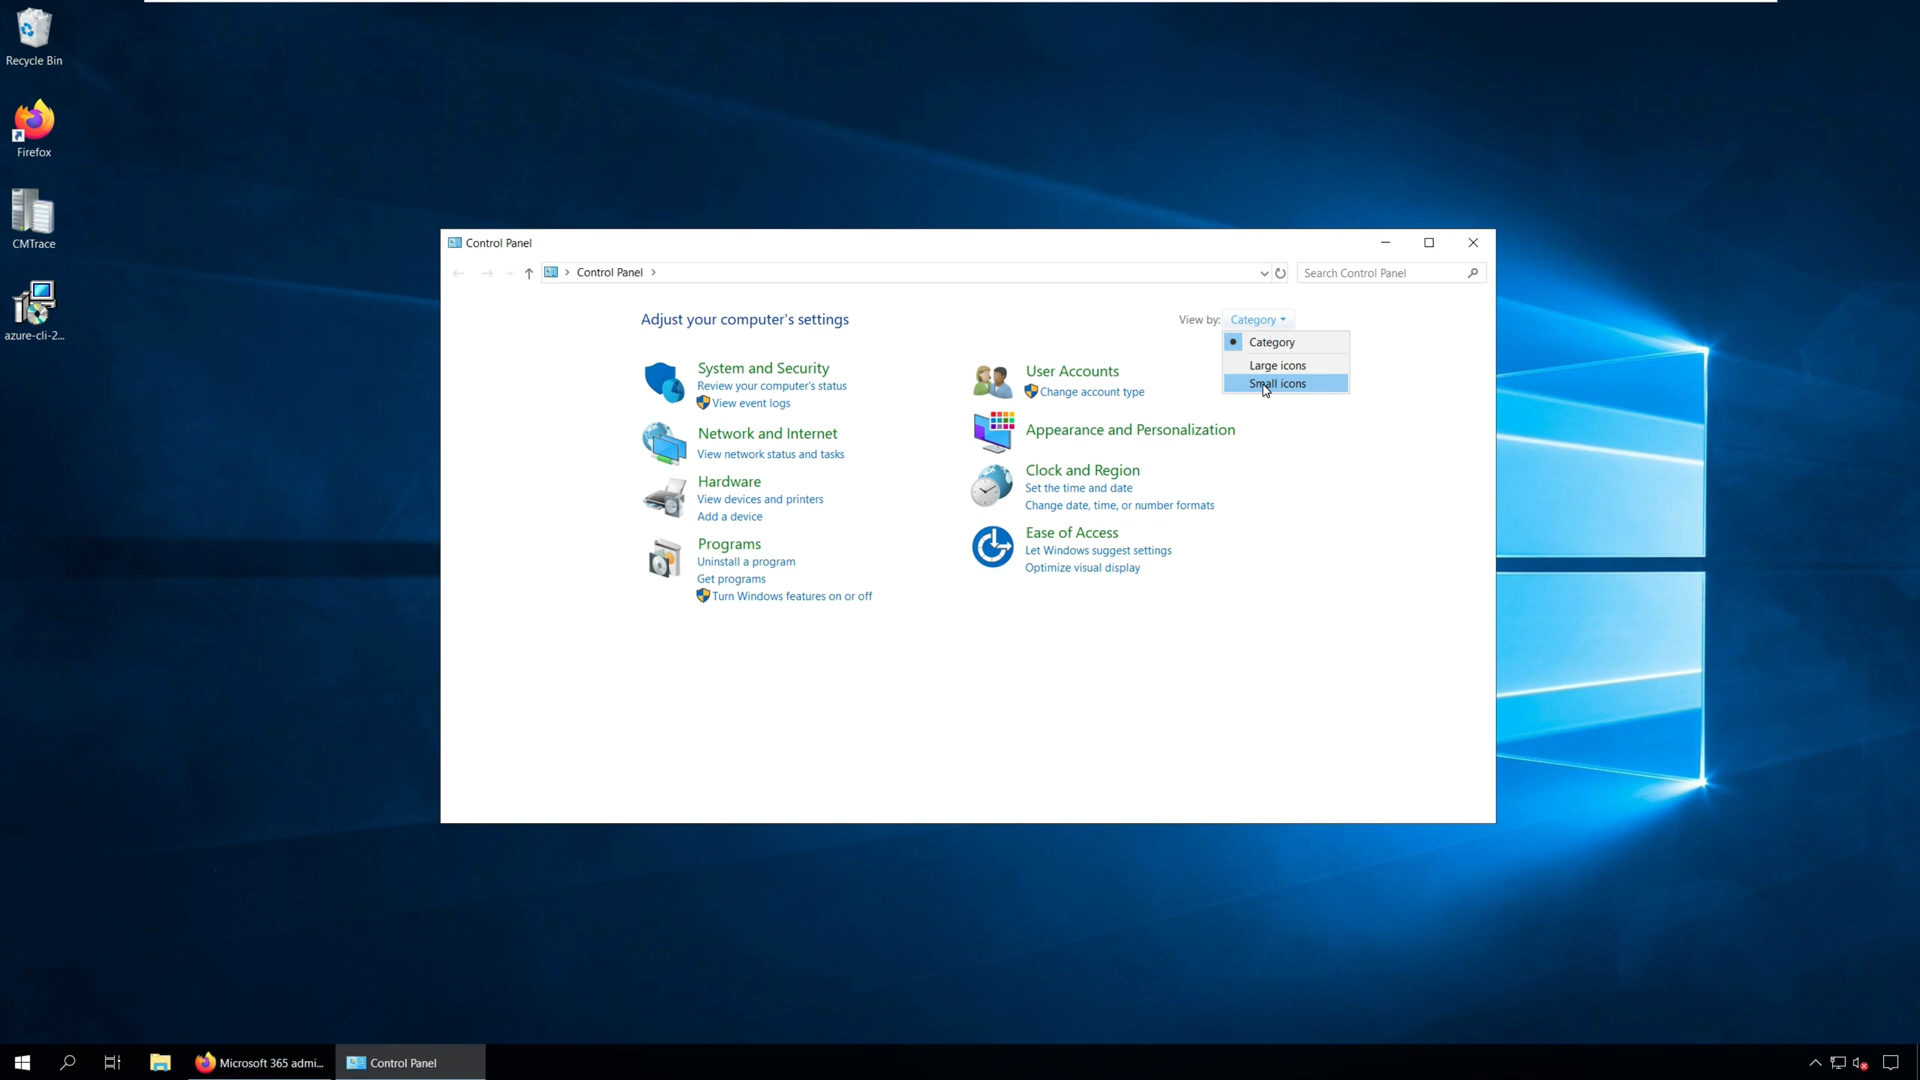 Recycle Bin
Firefox
CMTrace
azure-cli-2...
Control Panel
Control Panel
Search Control Panel
Adjust your computer's settings
View by: Category
Category
Large icons
Small icons
System and Security
Review your computer's status
View event logs
Network and Internet
View network status and tasks
Hardware
View devices and printers
Add a device
Programs
Uninstall a program
Get programs
Turn Windows features on or off
User Accounts
Change account type
Appearance and Personalization
Clock and Region
Set the time and date
Change date, time, or number formats
Ease of Access
Let Windows suggest settings
Optimize visual display
Microsoft 365 admi...
Control Panel